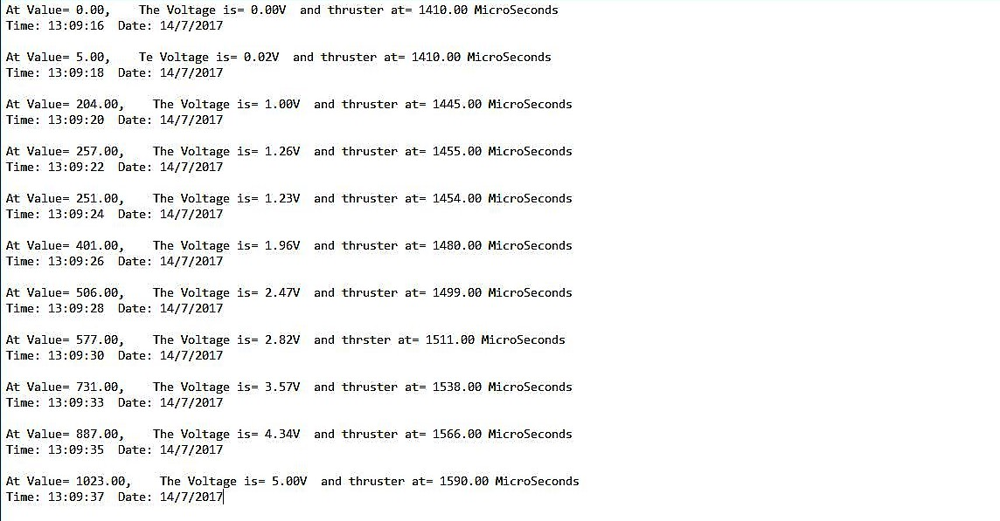 At Value= 0.00,    The Voltage is= 0.00V  and thruster at= 1410.00 MicroSeconds
Time: 13:09:16  Date: 14/7/2017
At Value= 5.00,    Te Voltage is= 0.02V  and thruster at= 1410.00 MicroSeconds
Time: 13:09:18  Date: 14/7/2017
At Value= 204.00,    The Voltage is= 1.00V  and thruster at= 1445.00 MicroSeconds
Time: 13:09:20  Date: 14/7/2017
At Value= 257.00,    The Voltage is= 1.26V  and thruster at= 1455.00 MicroSeconds
Time: 13:09:22  Date: 14/7/2017
At Value= 251.00,    The Voltage is= 1.23V  and thruster at= 1454.00 MicroSeconds
Time: 13:09:24  Date: 14/7/2017
At Value= 401.00,    The Voltage is= 1.96V  and thruster at= 1480.00 MicroSeconds
Time: 13:09:26  Date: 14/7/2017
At Value= 506.00,    The Voltage is= 2.47V  and thruster at= 1499.00 MicroSeconds
Time: 13:09:28  Date: 14/7/2017
At Value= 577.00,    The Voltage is= 2.82V  and thrster at= 1511.00 MicroSeconds
Time: 13:09:30  Date: 14/7/2017
At Value= 731.00,    The Voltage is= 3.57V  and thruster at= 1538.00 MicroSeconds
Time: 13:09:33  Date: 14/7/2017
At Value= 887.00,    The Voltage is= 4.34V  and thruster at= 1566.00 MicroSeconds
Time: 13:09:35  Date: 14/7/2017
At Value= 1023.00,    The Voltage is= 5.00V  and thruster at= 1590.00 MicroSeconds
Time: 13:09:37  Date: 14/7/2017